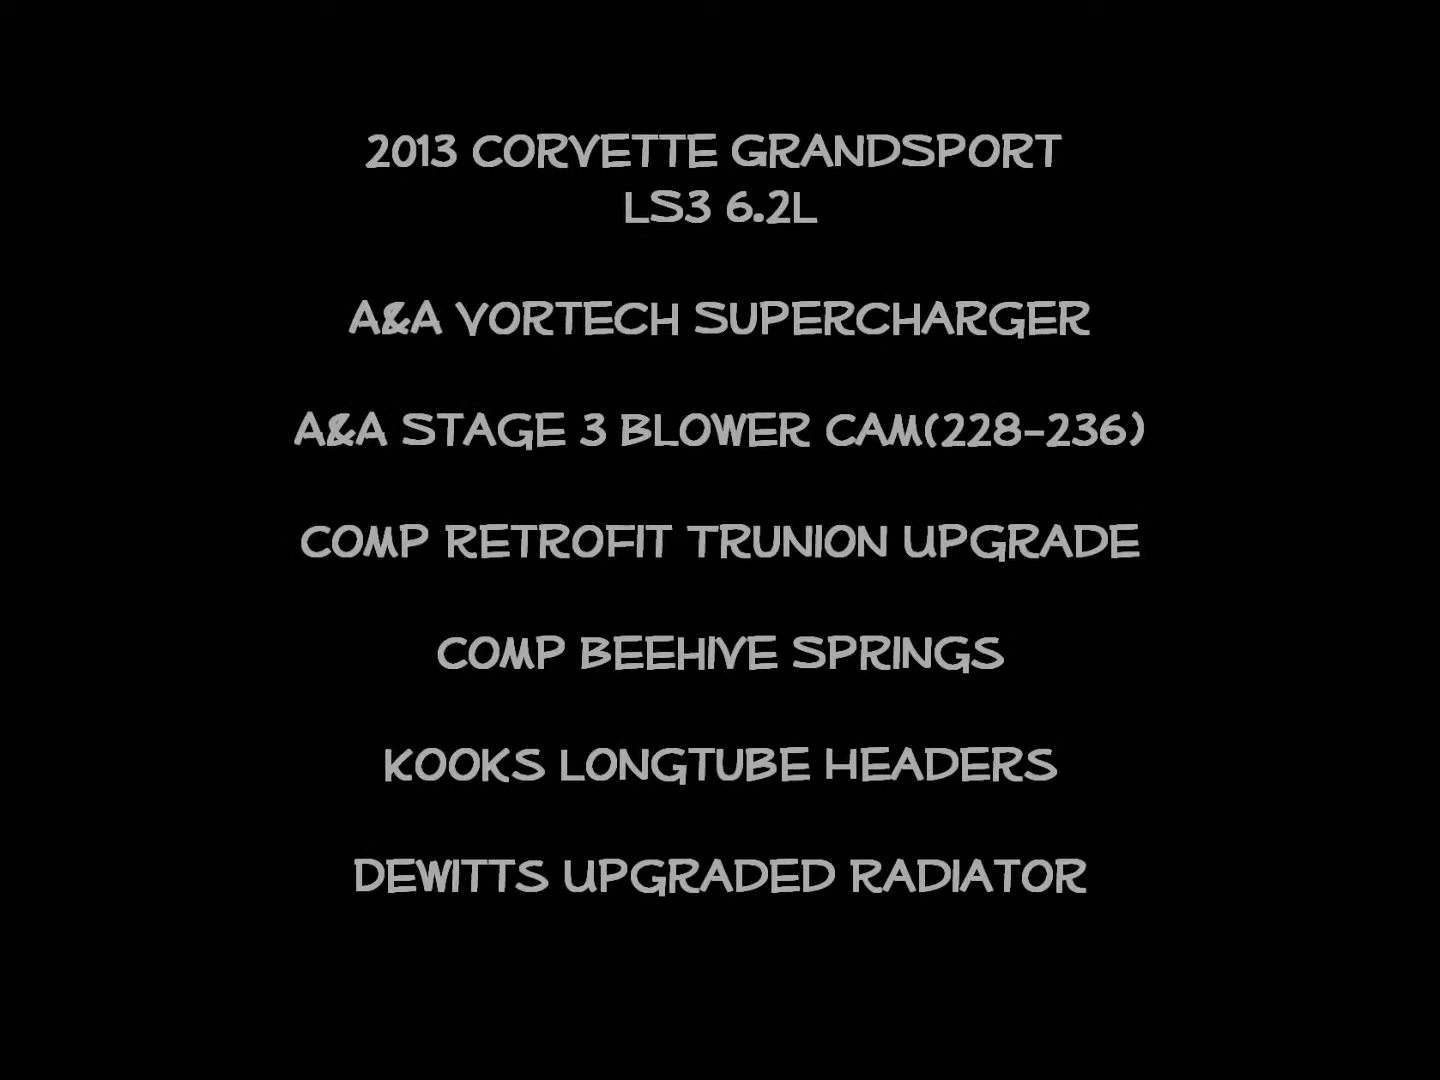 2013 CORVETTE GRANDSPORT
LS3 6.2L
A&A VORTECH SUPERCHARGER
A&A STAGE 3 BLOWER CAM(228-236)
COMP RETROFIT TRUNION UPGRADE
COMP BEEHIVE SPRINGS
KOOKS LONGTUBE HEADERS
DEWITTS UPGRADED RADIATOR